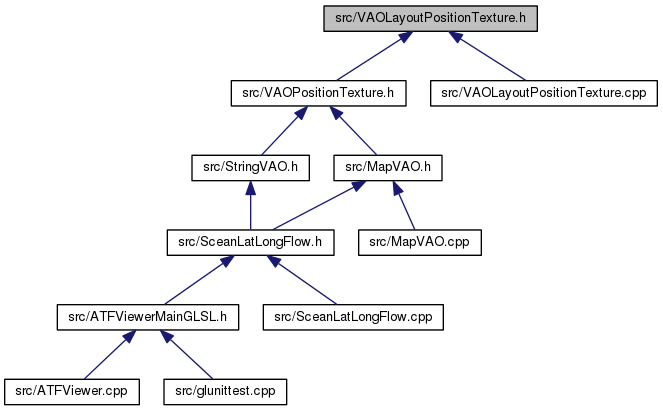 src/VAOLayoutPositionTexture.h
src/VAOPositionTexture.h
src/VAOLayoutPositionTexture.cpp
src/StringVAO.h
src/MapVAO.h
src/SceanLatLongFlow.h
src/MapVAO.cpp
src/ATFViewerMainGLSL.h
src/SceanLatLongFlow.cpp
src/ATFViewer.cpp
src/glunittest.cpp